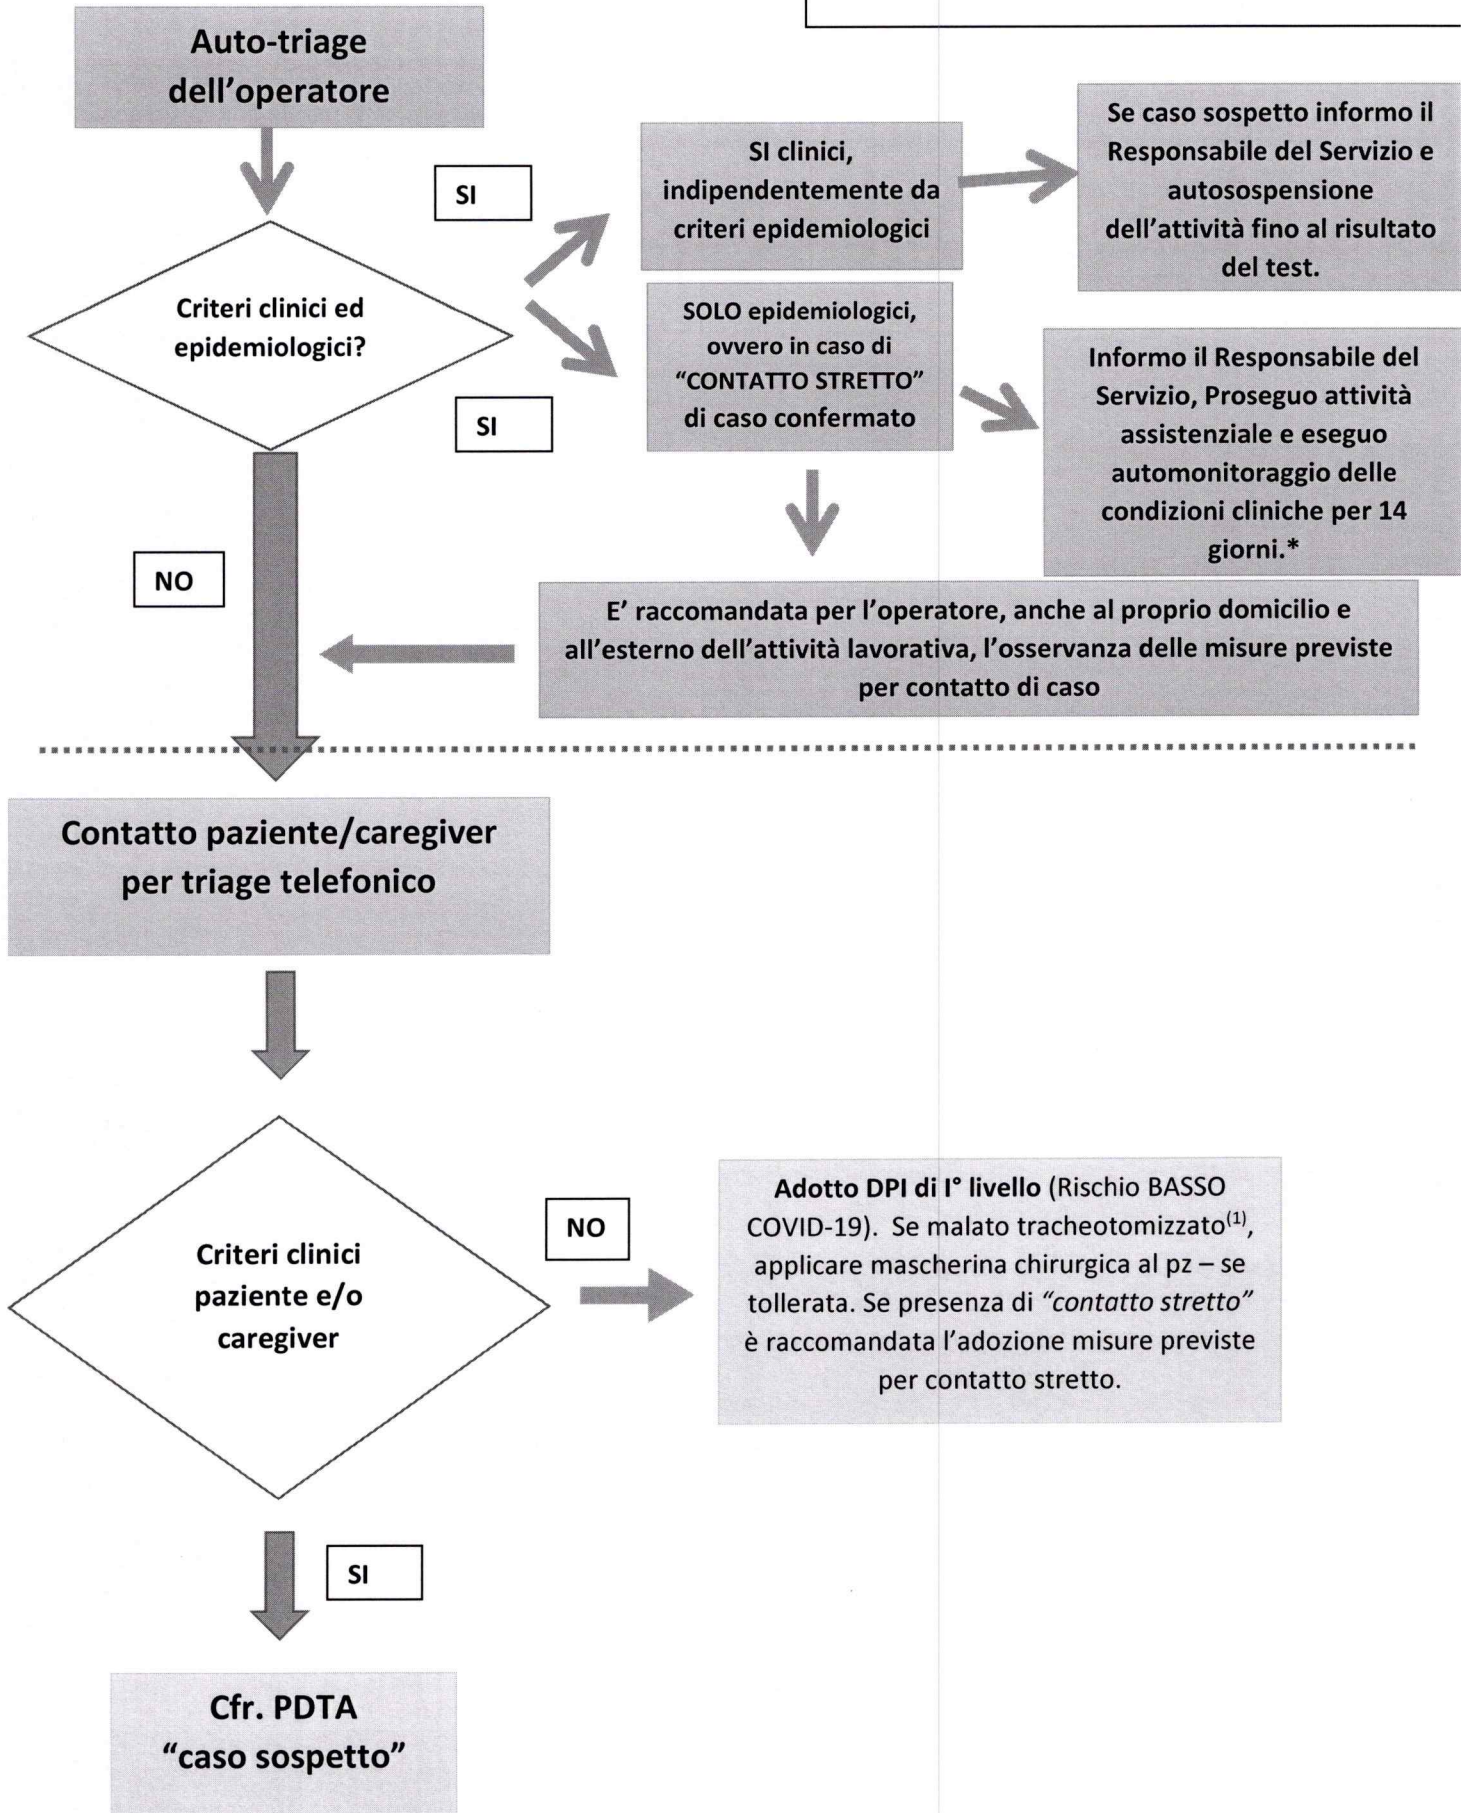 Auto-triage
dell'operatore
SI
SI clinici,
indipendentemente da
criteri epidemiologici
Se caso sospetto informo il
Responsabile del Servizio e
autosospensione
dell'attività fino al risultato
del test.
Criteri clinici ed
epidemiologici?
SI
SOLO epidemiologici,
ovvero in caso di
“CONTATTO STRETTO”
di caso confermato
Informo il Responsabile del
Servizio, Proseguo attività
assistenziale e eseguo
automonitoraggio delle
condizioni cliniche per 14
giorni.*
NO
E' raccomandata per l'operatore, anche al proprio domicilio e
all'esterno dell'attività lavorativa, l'osservanza delle misure previste
per contatto di caso
Contatto paziente/caregiver
per triage telefonico
Criteri clinici
paziente e/o
caregiver
NO
Adotto DPI di I° livello (Rischio BASSO
COVID-19). Se malato tracheotomizzato(1),
applicare mascherina chirurgica al pz – se
tollerata. Se presenza di “contatto stretto”
è raccomandata l'adozione misure previste
per contatto stretto.
SI
Cfr. PDTA
“caso sospetto”